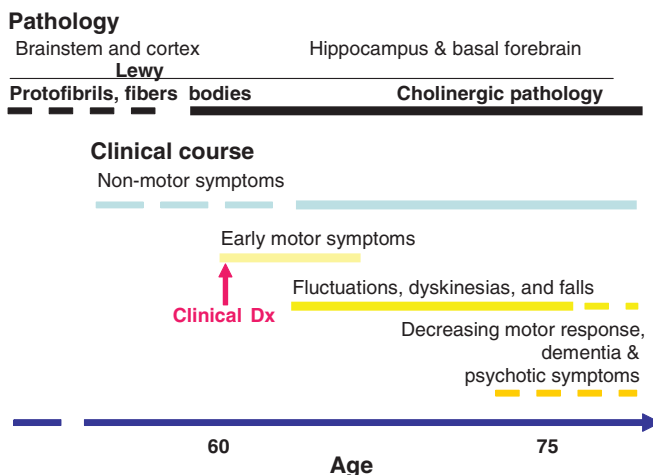 Pathology
Brainstem and cortex Hippocampus & basal forebrain
Lewy
Protofibrils, fibers bodies Cholinergic pathology
Clinical course
Non-motor symptoms
Early motor symptoms
Fluctuations, dyskinesias, and falls
Clinical Dx
Decreasing motor response,
dementia &
psychotic symptoms
60 75
Age